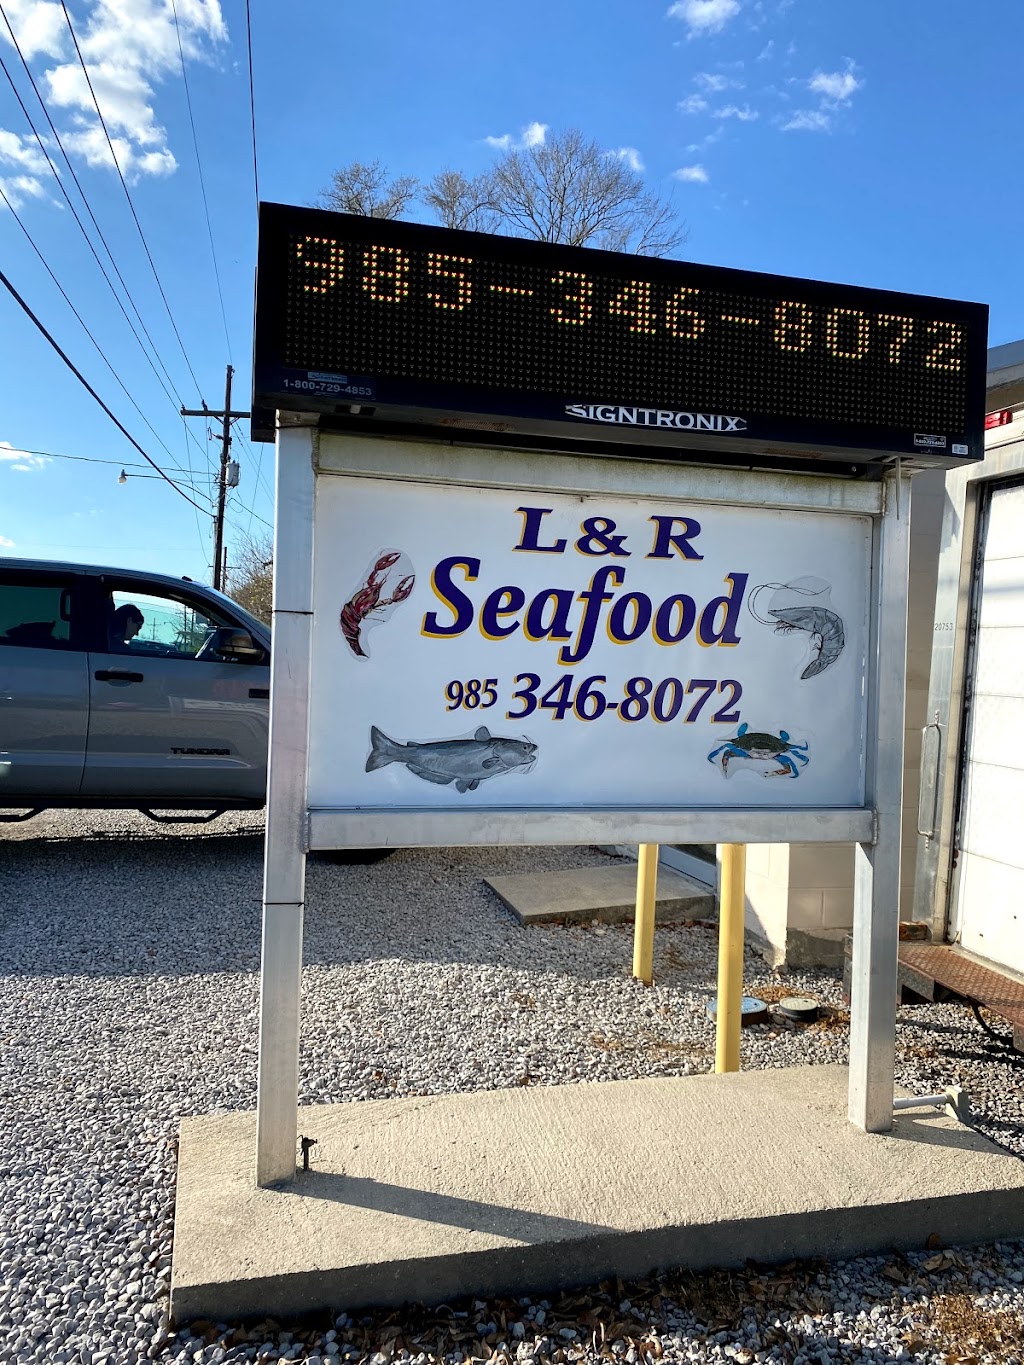 985-346-8072
1-800-729-4853
SIGNTRONIX
L & R
Seafood
985 346-8072
TUNDRA
20753